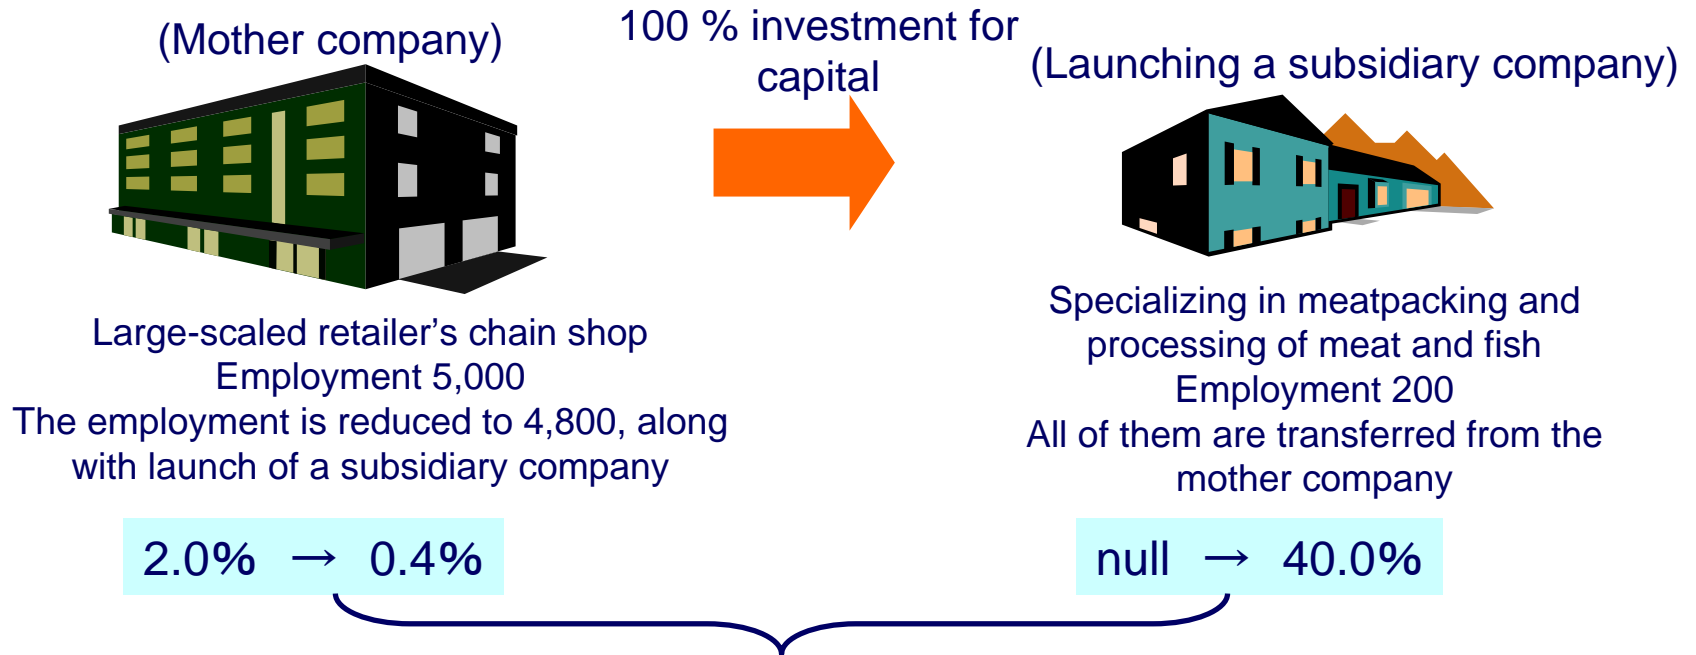 (Mother company)
100 % investment for
capital
(Launching a subsidiary company)
Large-scaled retailer’s chain shop
Employment 5,000
The employment is reduced to 4,800, along
with launch of a subsidiary company
Specializing in meatpacking and
processing of meat and fish
Employment 200
All of them are transferred from the
mother company
2.0% → 0.4%
null → 40.0%